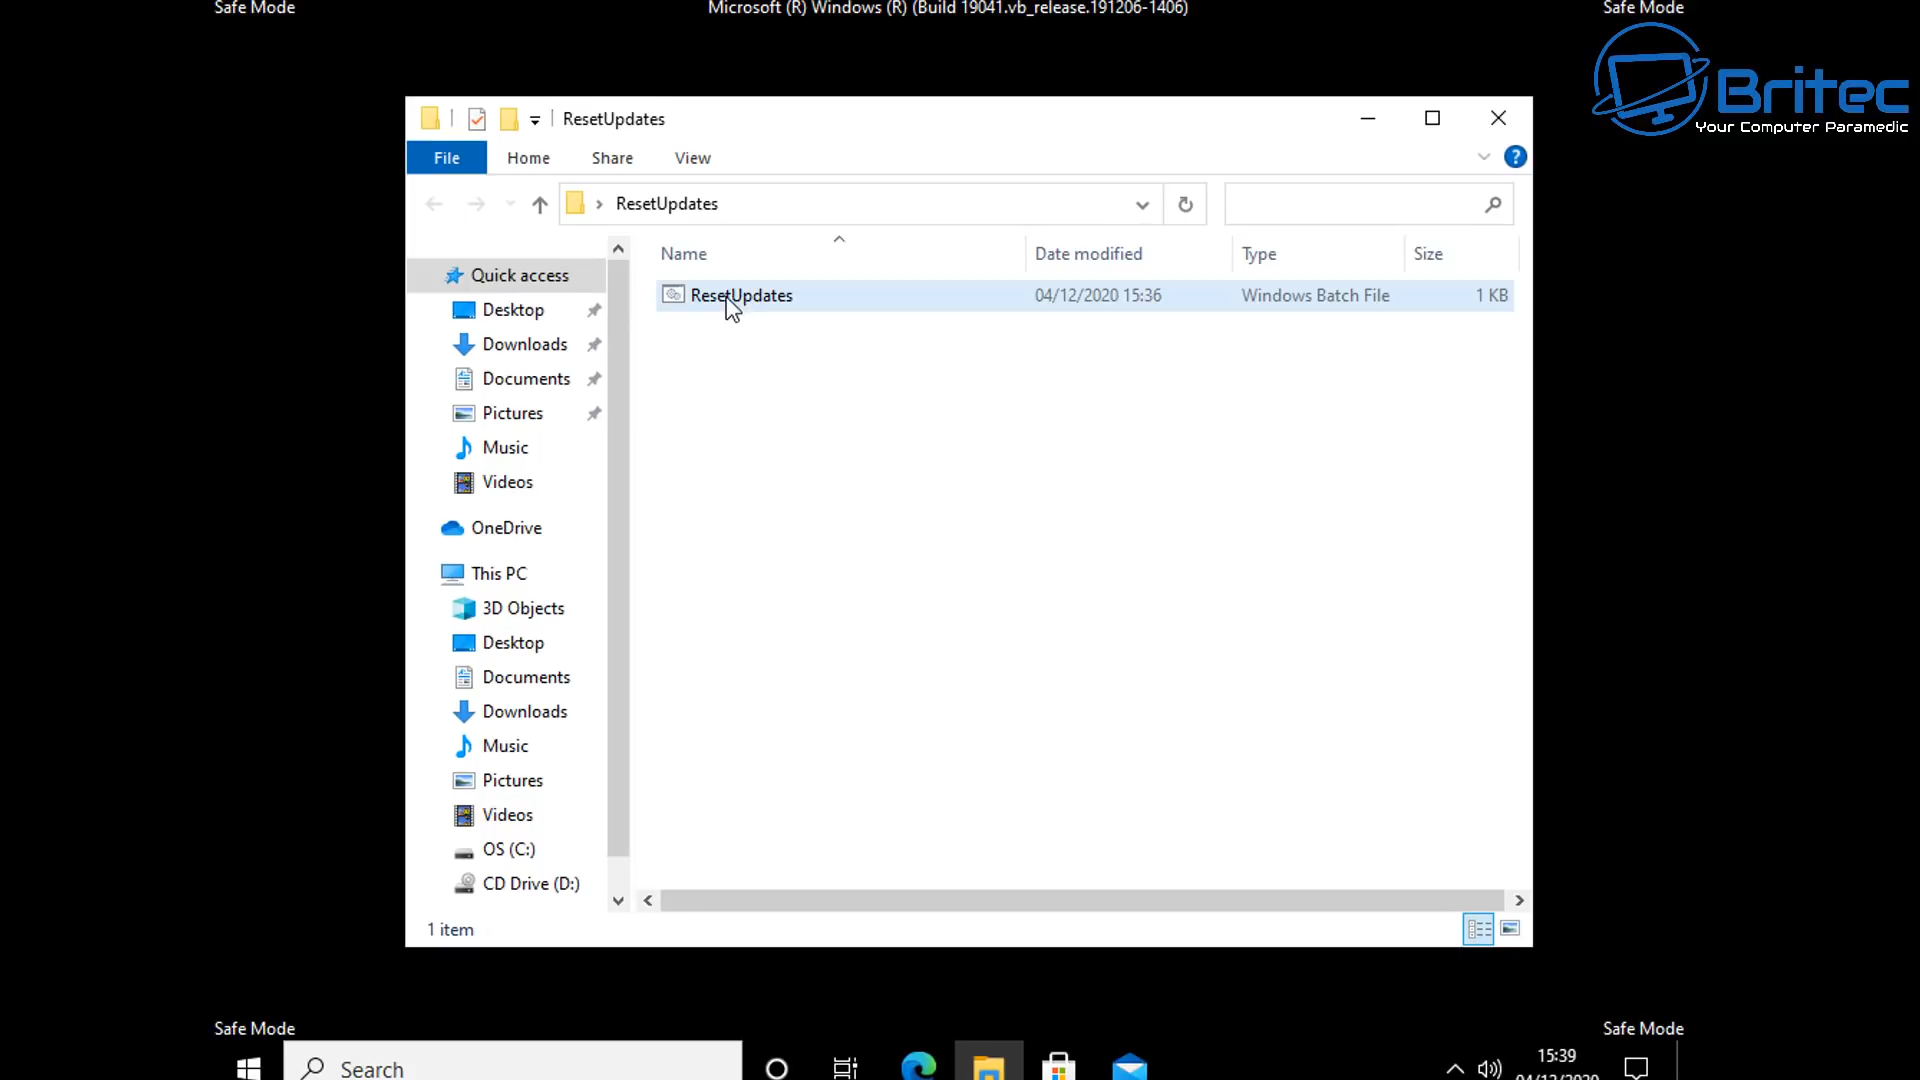 Safe Mode
Microsoft (R) Windows (R) (Build 19041.vb_release.191206-1406)
Safe Mode
Britec
Your Computer Paramedic
ResetUpdates
File Home Share View
ResetUpdates
Name Date modified Type Size
ResetUpdates 04/12/2020 15:36 Windows Batch File 1 KB
Quick access
Desktop
Downloads
Documents
Pictures
Music
Videos
OneDrive
This PC
3D Objects
Desktop
Documents
Downloads
Music
Pictures
Videos
OS (C:)
CD Drive (D:)
1 item
Safe Mode
Safe Mode
Search
15:39
04/12/2020